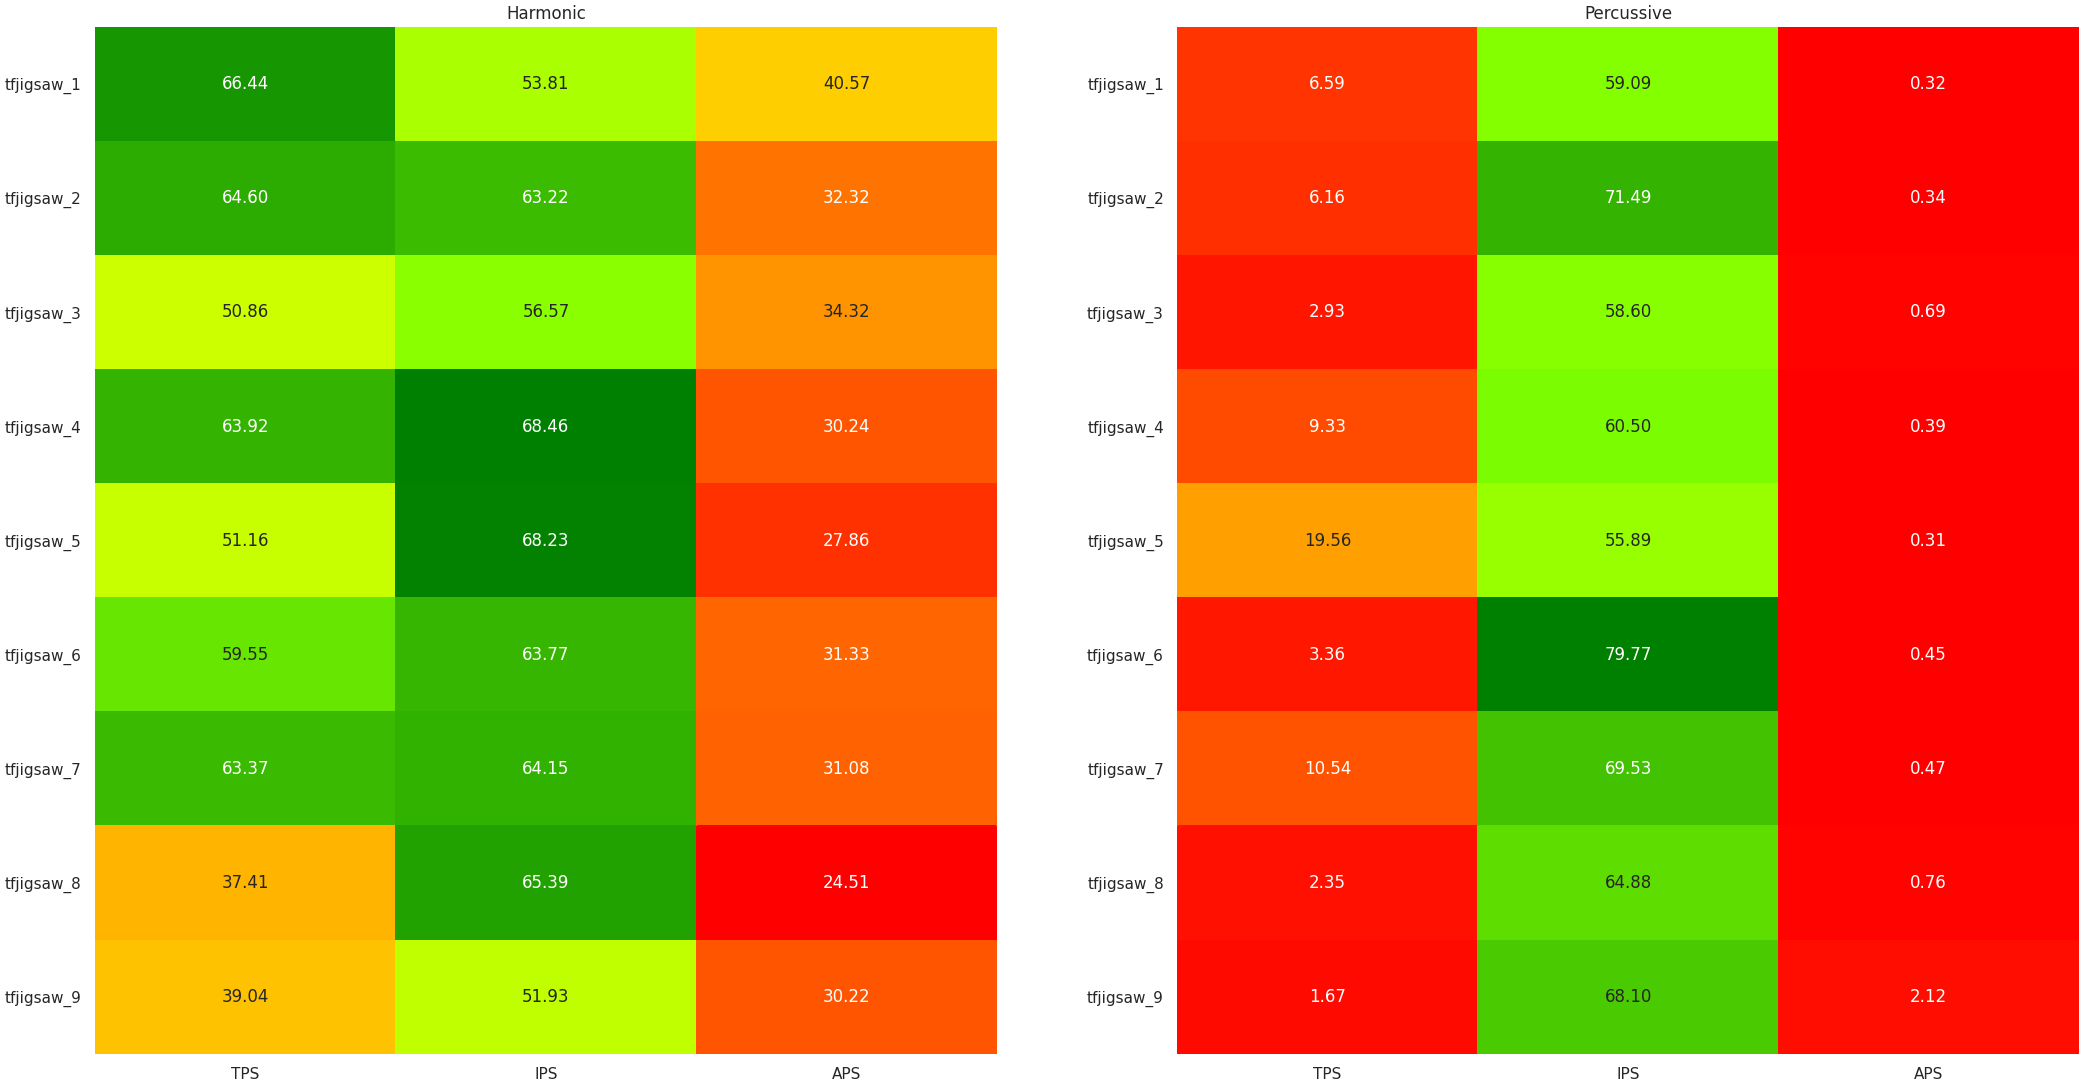 Harmonic
tfjigsaw_1 66.44 53.81 40.57
tfjigsaw_2 64.60 63.22 32.32
tfjigsaw_3 50.86 56.57 34.32
tfjigsaw_4 63.92 68.46 30.24
tfjigsaw_5 51.16 68.23 27.86
tfjigsaw_6 59.55 63.77 31.33
tfjigsaw_7 63.37 64.15 31.08
tfjigsaw_8 37.41 65.39 24.51
tfjigsaw_9 39.04 51.93 30.22
TPS IPS APS
Percussive
tfjigsaw_1 6.59 59.09 0.32
tfjigsaw_2 6.16 71.49 0.34
tfjigsaw_3 2.93 58.60 0.69
tfjigsaw_4 9.33 60.50 0.39
tfjigsaw_5 19.56 55.89 0.31
tfjigsaw_6 3.36 79.77 0.45
tfjigsaw_7 10.54 69.53 0.47
tfjigsaw_8 2.35 64.88 0.76
tfjigsaw_9 1.67 68.10 2.12
TPS IPS APS